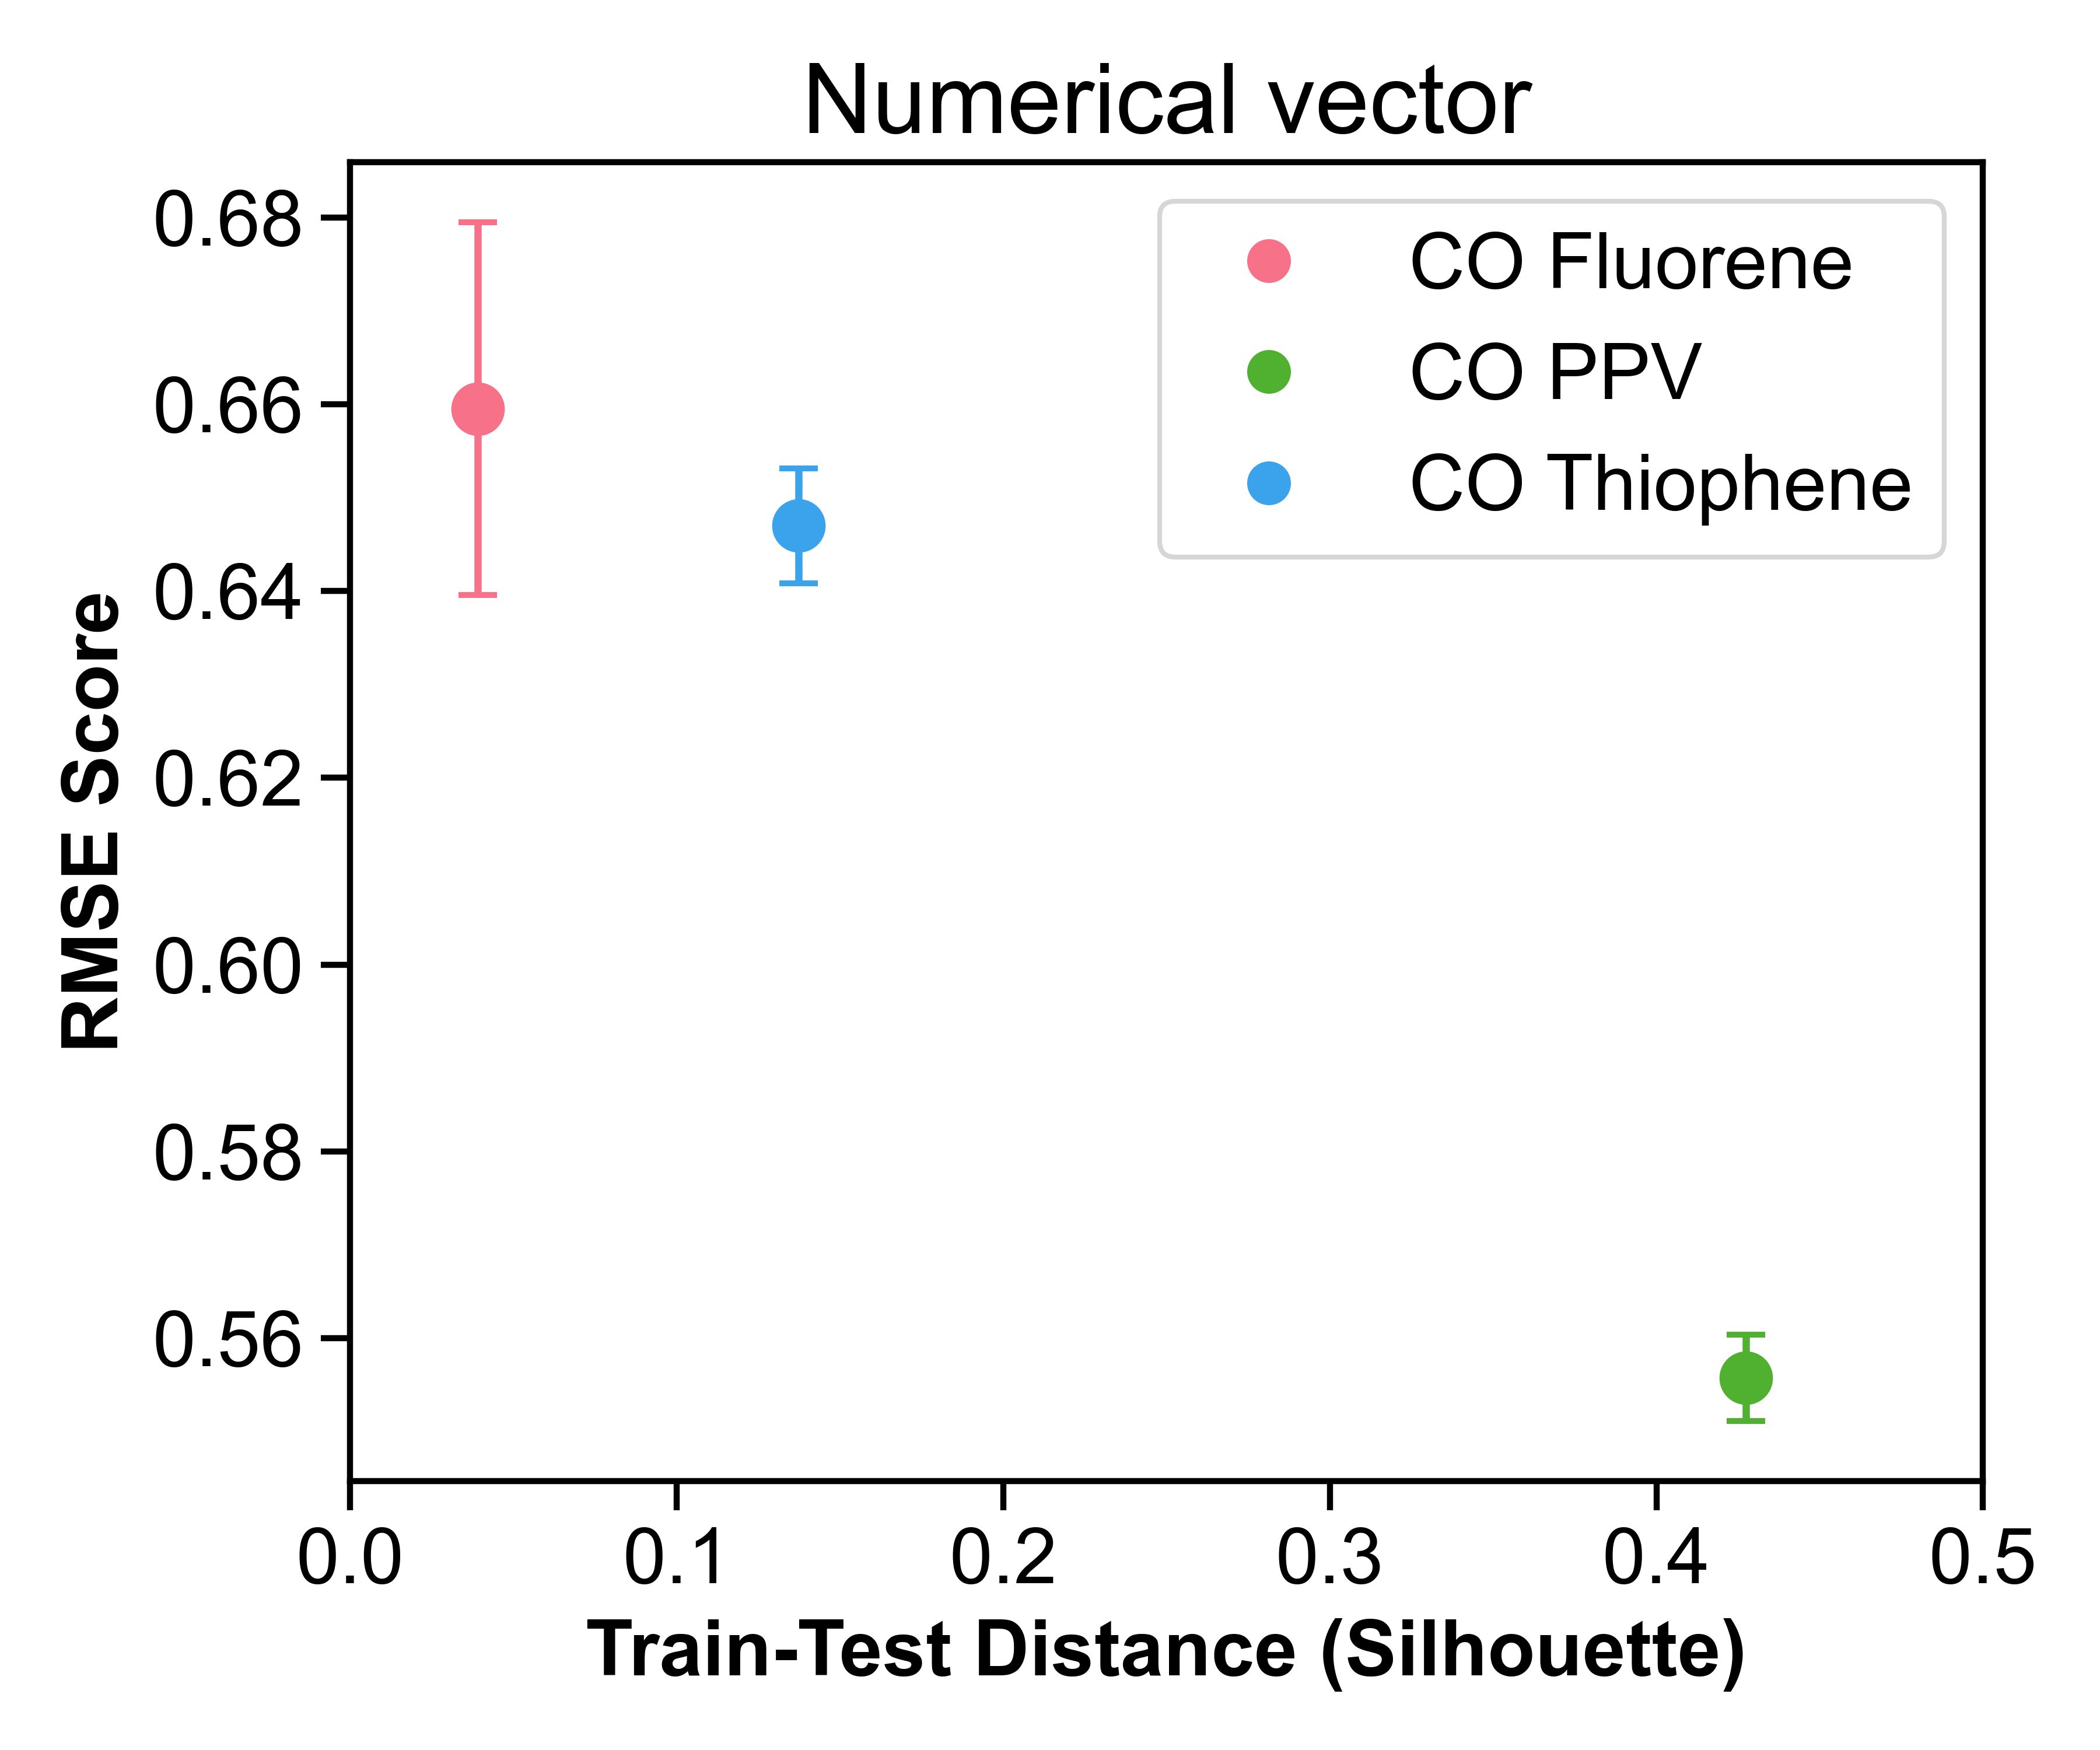 Numerical vector
CO Fluorene
CO PPV
CO Thiophene
RMSE Score
0.68
0.66
0.64
0.62
0.60
0.58
0.56
0.0 0.1 0.2 0.3 0.4 0.5
Train-Test Distance (Silhouette)